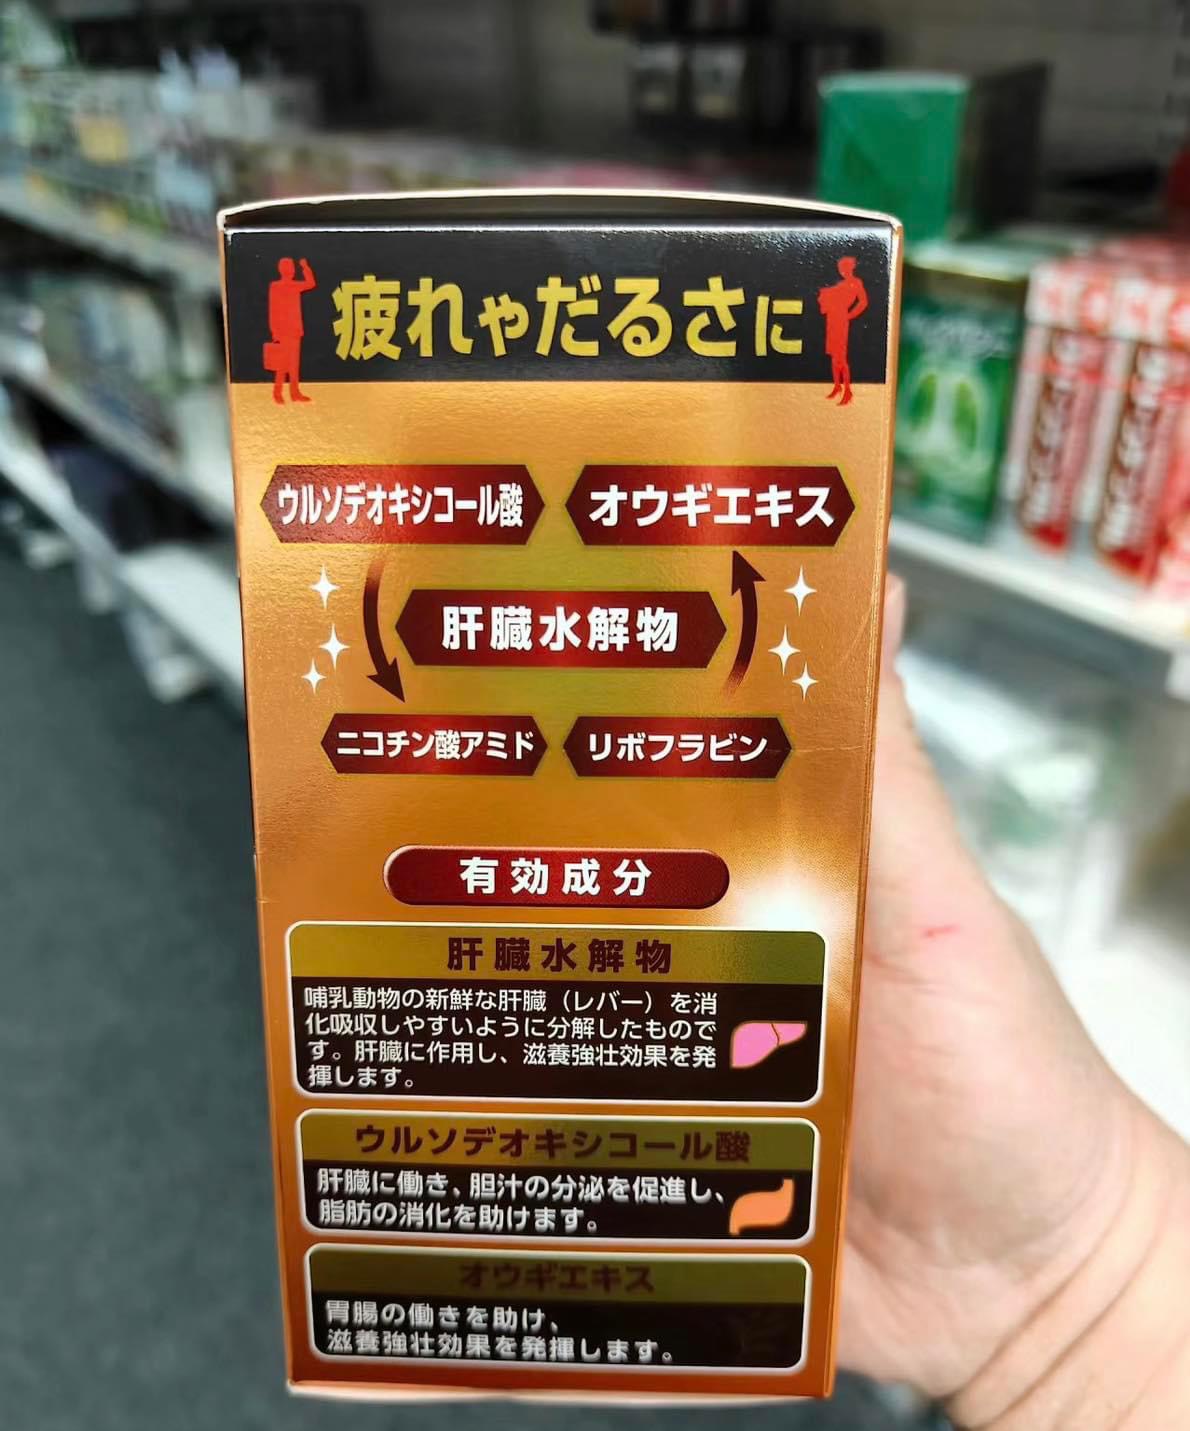 疲れやだるさに
ウルソデオキシコール酸
オウギエキス
肝臓水解物
ニコチン酸アミド
リボフラビン
有効成分
肝臓水解物
哺乳動物の新鮮な肝臓（レバー）を消
化吸収しやすいように分解したもので
す。肝臓に作用し、滋養強壮効果を発
揮します。
ウルソデオキシコール酸
肝臓に働き、胆汁の分泌を促進し、
脂肪の消化を助けます。
オウギエキス
胃腸の働きを助け、
滋養強壮効果を発揮します。